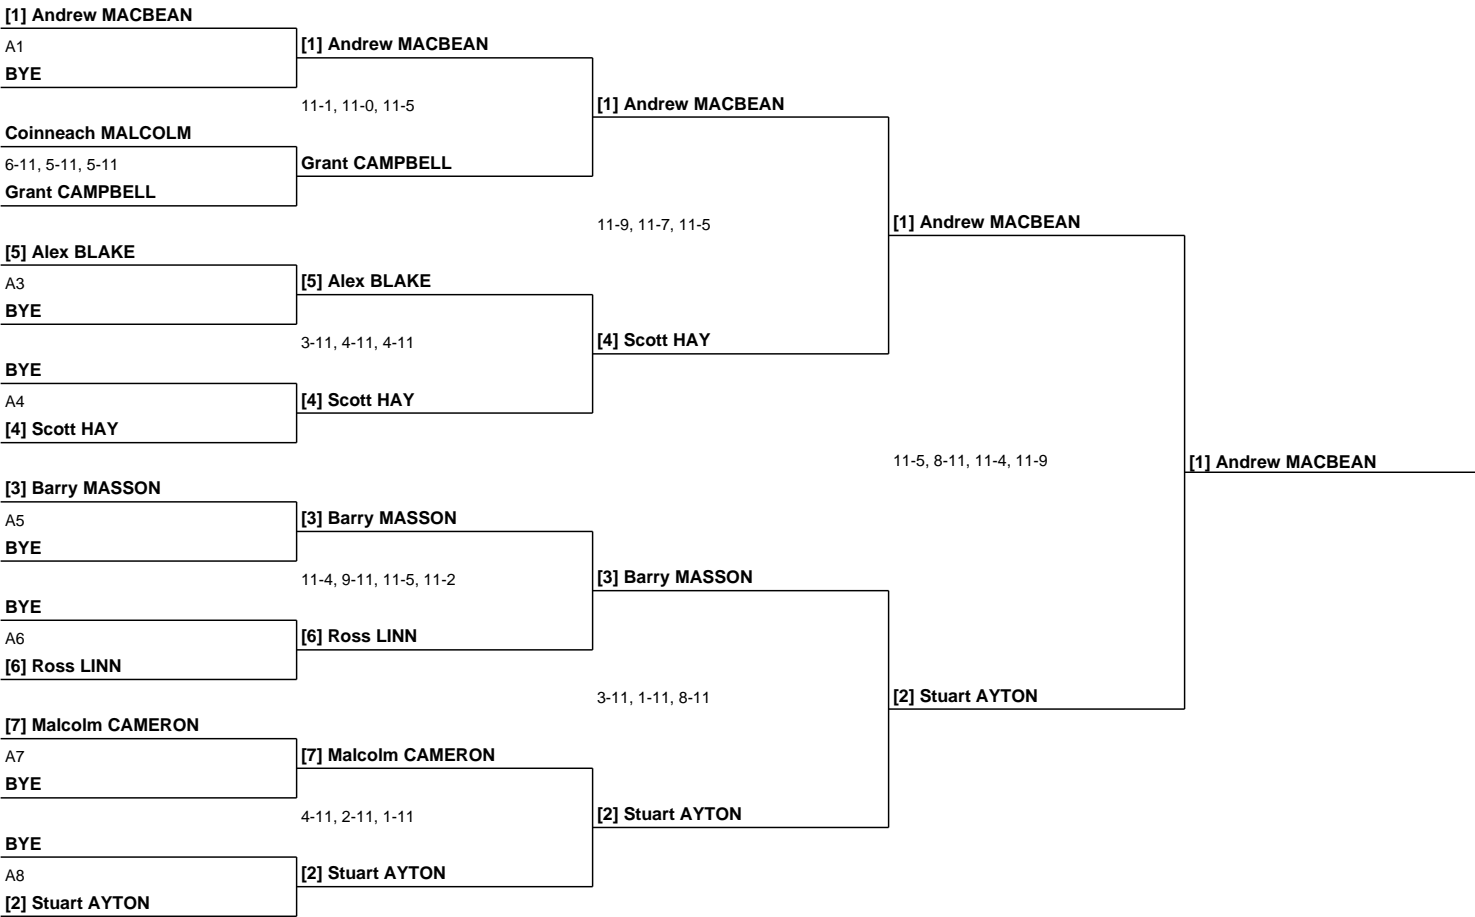 [1] Andrew MACBEAN
A1
BYE
Coinneach MALCOLM
6-11, 5-11, 5-11
Grant CAMPBELL
[5] Alex BLAKE
A3
BYE
BYE
A4
[4] Scott HAY
[3] Barry MASSON
A5
BYE
BYE
A6
[6] Ross LINN
[7] Malcolm CAMERON
A7
BYE
BYE
A8
[2] Stuart AYTON
[1] Andrew MACBEAN
11-1, 11-0, 11-5
Grant CAMPBELL
[5] Alex BLAKE
3-11, 4-11, 4-11
[4] Scott HAY
[3] Barry MASSON
11-4, 9-11, 11-5, 11-2
[6] Ross LINN
[7] Malcolm CAMERON
4-11, 2-11, 1-11
[2] Stuart AYTON
[1] Andrew MACBEAN
11-9, 11-7, 11-5
[4] Scott HAY
[3] Barry MASSON
3-11, 1-11, 8-11
[2] Stuart AYTON
[1] Andrew MACBEAN
11-5, 8-11, 11-4, 11-9
[2] Stuart AYTON
[1] Andrew MACBEAN